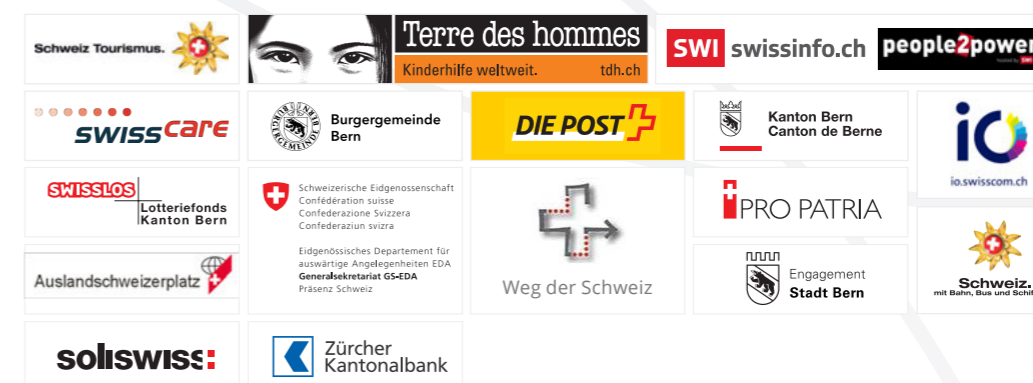 Schweiz Tourismus.
Terre des hommes
Kinderhilfe weltweit. tdh.ch
SWI swissinfo.ch
people2power
swisscare
BURGERGEMEINDE BERN
Burgergemeinde
Bern
DIE POST
Kanton Bern
Canton de Berne
io
io.swisscom.ch
SWISSLOS
Lotteriefonds
Kanton Bern
Schweizerische Eidgenossenschaft
Confédération suisse
Confederazione Svizzera
Confederaziun svizra
Eidgenössisches Departement für
auswärtige Angelegenheiten EDA
Generalsekretariat GS-EDA
Präsenz Schweiz
Weg der Schweiz
PRO PATRIA
Auslandschweizerplatz
Engagement
Stadt Bern
Schweiz.
mit Bahn, Bus und Schiff
soliswiss:
Zürcher
Kantonalbank